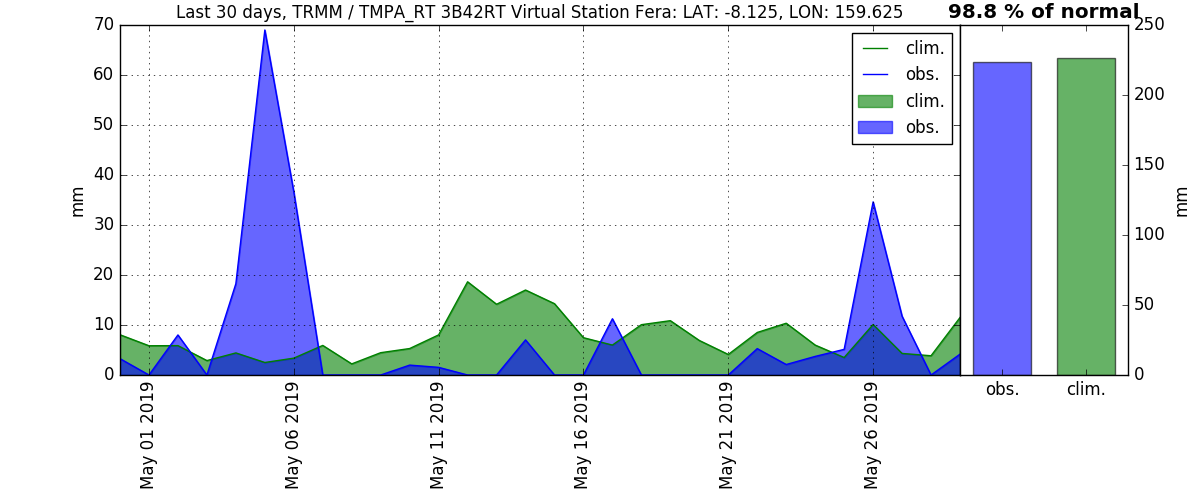 Last 30 days, TRMM / TMPA_RT 3B42RT Virtual Station Fera: LAT: -8.125, LON: 159.625
98.8 % of normal
70
60
50
40
30
20
10
0
mm
clim.
obs.
clim.
obs.
May 01 2019
May 06 2019
May 11 2019
May 16 2019
May 21 2019
May 26 2019
250
200
150
100
50
0
mm
obs.
clim.